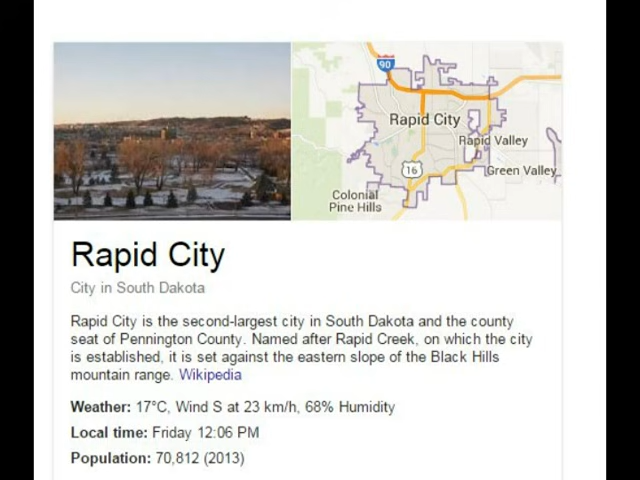 90
Rapid City
Rapid Valley
16
Green Valley
Colonial
Pine Hills
Rapid City
City in South Dakota
Rapid City is the second-largest city in South Dakota and the county
seat of Pennington County. Named after Rapid Creek, on which the city
is established, it is set against the eastern slope of the Black Hills
mountain range. Wikipedia
Weather: 17°C, Wind S at 23 km/h, 68% Humidity
Local time: Friday 12:06 PM
Population: 70,812 (2013)